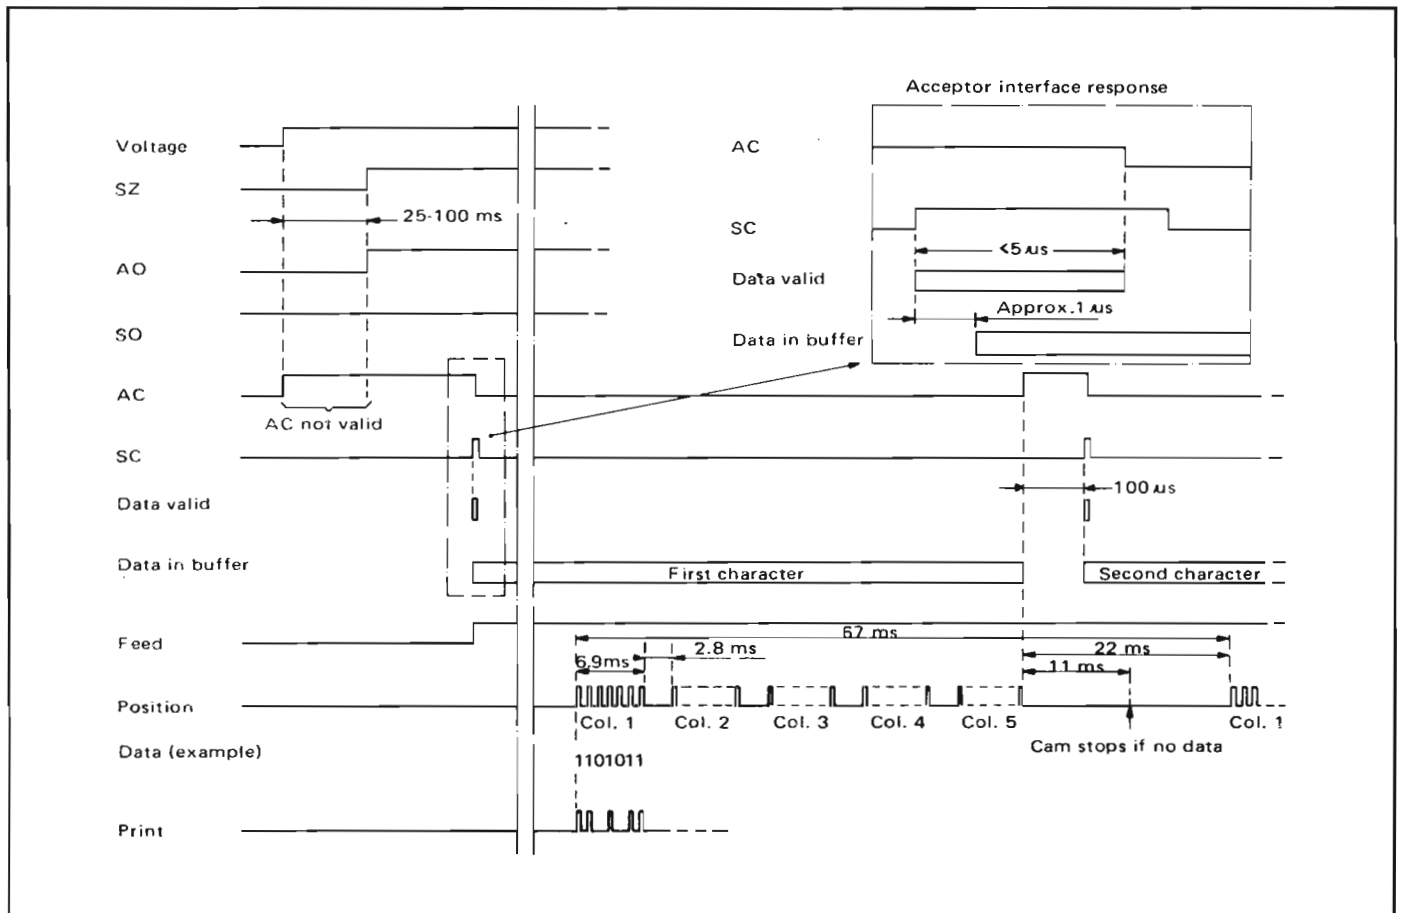 Acceptor interface response
Voltage
AC
SZ
25-100 ms
SC
<5 µs
AO
Data valid
Approx.1 µs
SO
Data in buffer
AC
AC not valid
SC
100 µs
Data valid
Data in buffer
First character
Second character
Feed
67 ms
2.8 ms
22 ms
6.9ms
11 ms
Position
Col. 1
Col. 2
Col. 3
Col. 4
Col. 5
Col. 1
Cam stops if no data
Data (example)
1101011
Print